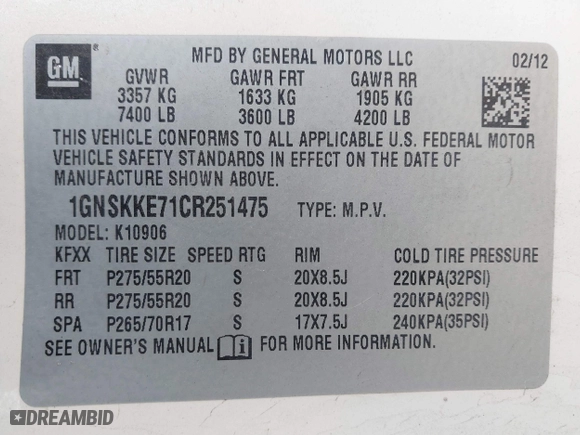 GM MFD BY GENERAL MOTORS LLC 02/12
GVWR GAWR FRT GAWR RR
3357 KG 1633 KG 1905 KG
7400 LB 3600 LB 4200 LB
THIS VEHICLE CONFORMS TO ALL APPLICABLE U.S. FEDERAL MOTOR
VEHICLE SAFETY STANDARDS IN EFFECT ON THE DATE OF
MANUFACTURE SHOWN ABOVE.
1GNSKKE71CR251475 TYPE: M.P.V.
MODEL: K10906
KFXX TIRE SIZE SPEED RTG RIM COLD TIRE PRESSURE
FRT P275/55R20 S 20X8.5J 220KPA(32PSI)
RR P275/55R20 S 20X8.5J 220KPA(32PSI)
SPA P265/70R17 S 17X7.5J 240KPA(35PSI)
SEE OWNER'S MANUAL FOR MORE INFORMATION.
DREAMBID